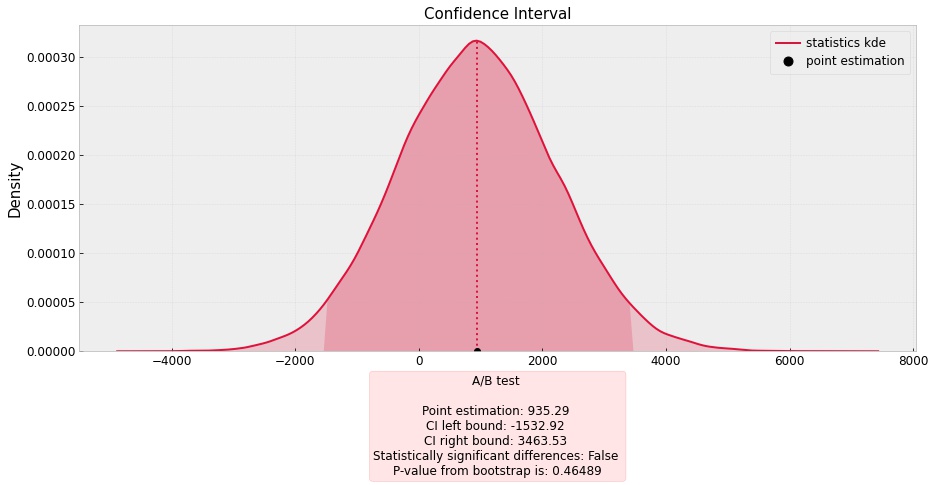 Confidence Interval
statistics kde
point estimation
Density
0.00030
0.00025
0.00020
0.00015
0.00010
0.00005
0.00000
−4000 −2000 0 2000 4000 6000 8000
A/B test
Point estimation: 935.29
CI left bound: -1532.92
CI right bound: 3463.53
Statistically significant differences: False
P-value from bootstrap is: 0.46489